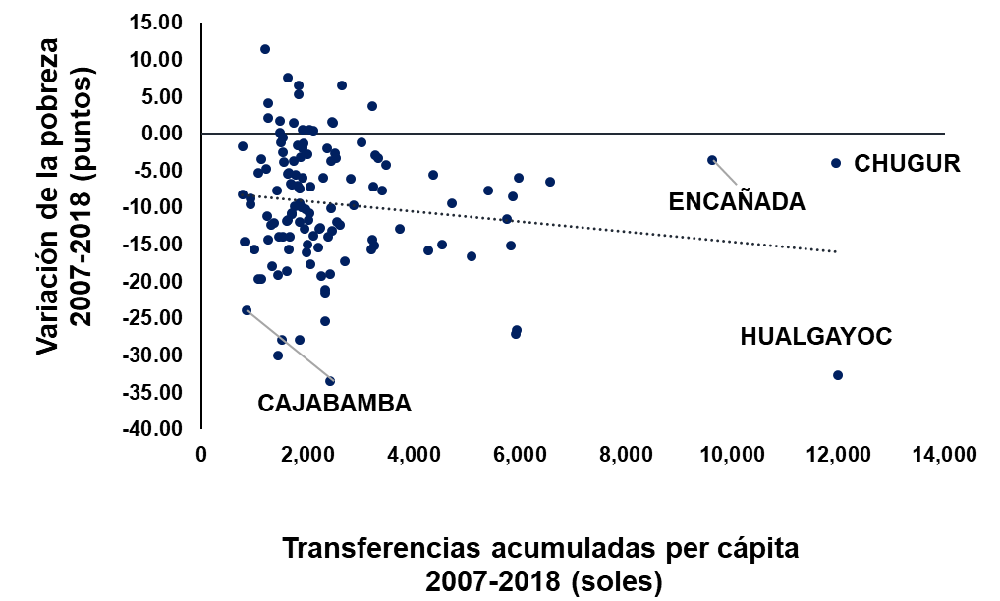 Variación de la pobreza
2007-2018 (puntos)
15.00
10.00
5.00
0.00
-5.00
-10.00
-15.00
-20.00
-25.00
-30.00
-35.00
-40.00
CHUGUR
ENCAÑADA
HUALGAYOC
CAJABAMBA
0
2,000
4,000
6,000
8,000
10,000
12,000
14,000
Transferencias acumuladas per cápita
2007-2018 (soles)